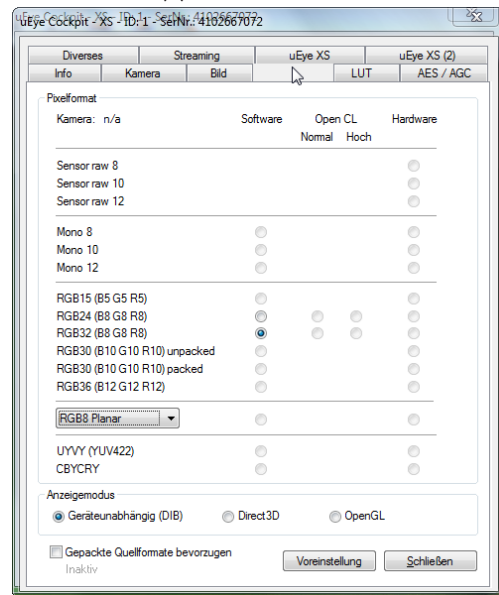 uEye Cockpit - XS - ID: 1 - SerNr.: 4102667072
Diverses Streaming uEye XS uEye XS (2)
Info Kamera Bild LUT AES / AGC
Pixelformat
Kamera: n/a Software Open CL Hardware
Normal Hoch
Sensor raw 8
Sensor raw 10
Sensor raw 12
Mono 8
Mono 10
Mono 12
RGB15 (B5 G5 R5)
RGB24 (B8 G8 R8)
RGB32 (B8 G8 R8)
RGB30 (B10 G10 R10) unpacked
RGB30 (B10 G10 R10) packed
RGB36 (B12 G12 R12)
RGB8 Planar
UYVY (YUV422)
CBYCRY
Anzeigemodus
Geräteunabhängig (DIB) Direct3D OpenGL
Gepackte Quellformate bevorzugen
Inaktiv
Voreinstellung Schließen